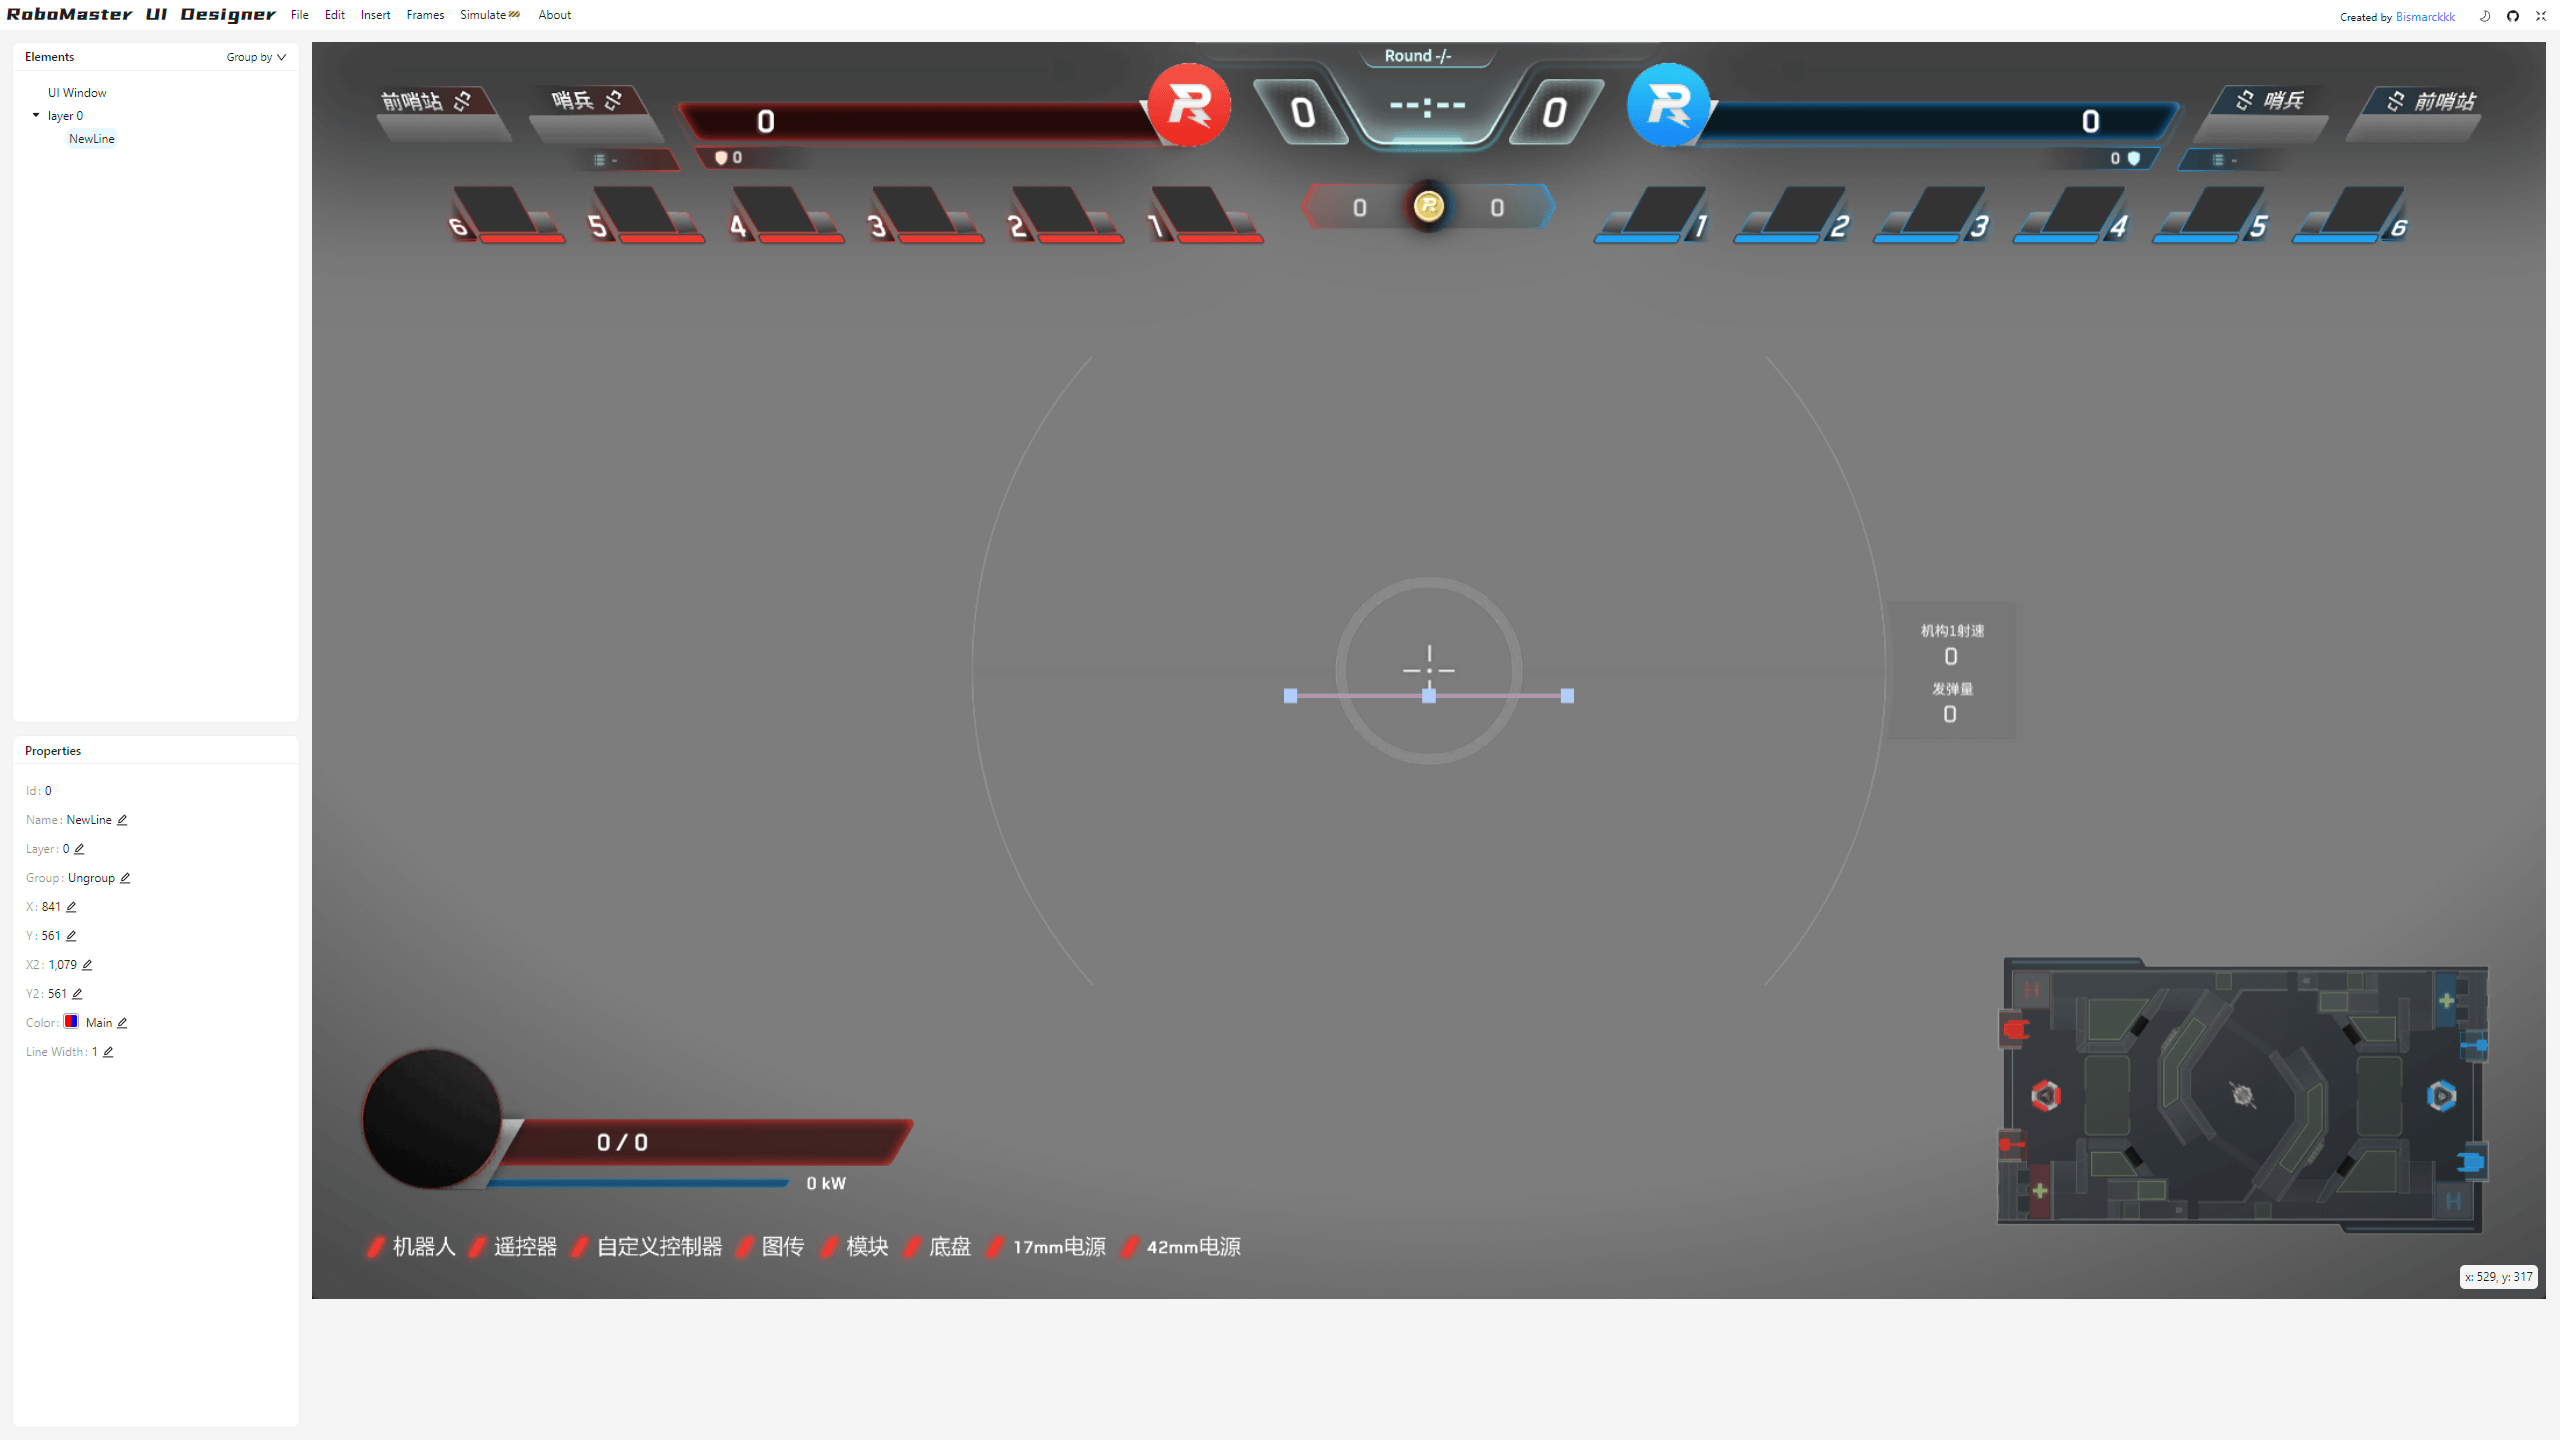 RoboMaster UI Designer File Edit Insert Frames Simulate About Created by Bismarckkk
Elements Group by
UI Window
layer 0
NewLine
Round -/-
前哨站 哨兵 0 0 --:-- 0 0 哨兵 前哨站
- 0 0 -
6 5 4 3 2 1 0 0 1 2 3 4 5 6
机构1射速
0
发弹量
0
Properties
Id: 0
Name: NewLine
Layer: 0
Group: Ungroup
X: 841
Y: 561
X2: 1,079
Y2: 561
Color: Main
Line Width: 1
H
H
0 / 0
0 kW
机器人 遥控器 自定义控制器 图传 模块 底盘 17mm电源 42mm电源
x: 529, y: 317